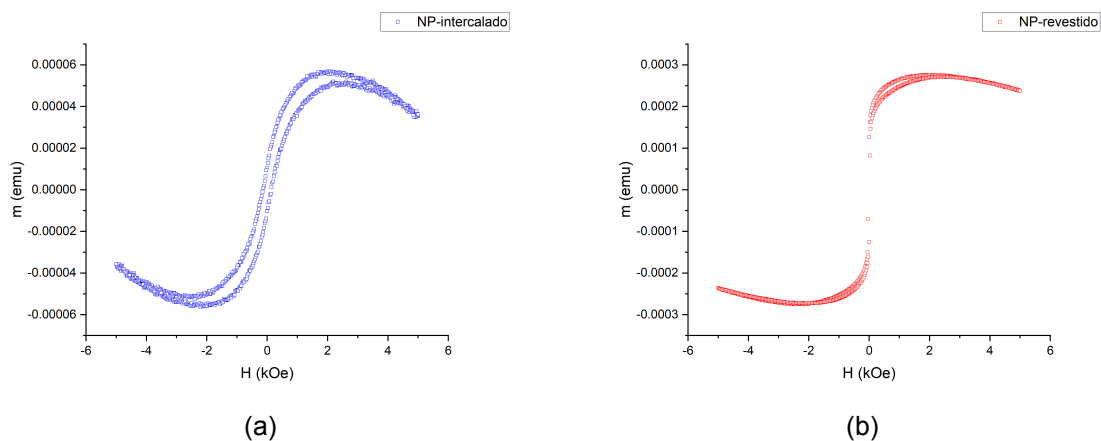 NP-intercalado
0.00006
0.00004
0.00002
0.00000
-0.00002
-0.00004
-0.00006
m (emu)
-6 -4 -2 0 2 4 6
H (kOe)
(a)
NP-revestido
0.0003
0.0002
0.0001
0.0000
-0.0001
-0.0002
-0.0003
m (emu)
-6 -4 -2 0 2 4 6
H (kOe)
(b)